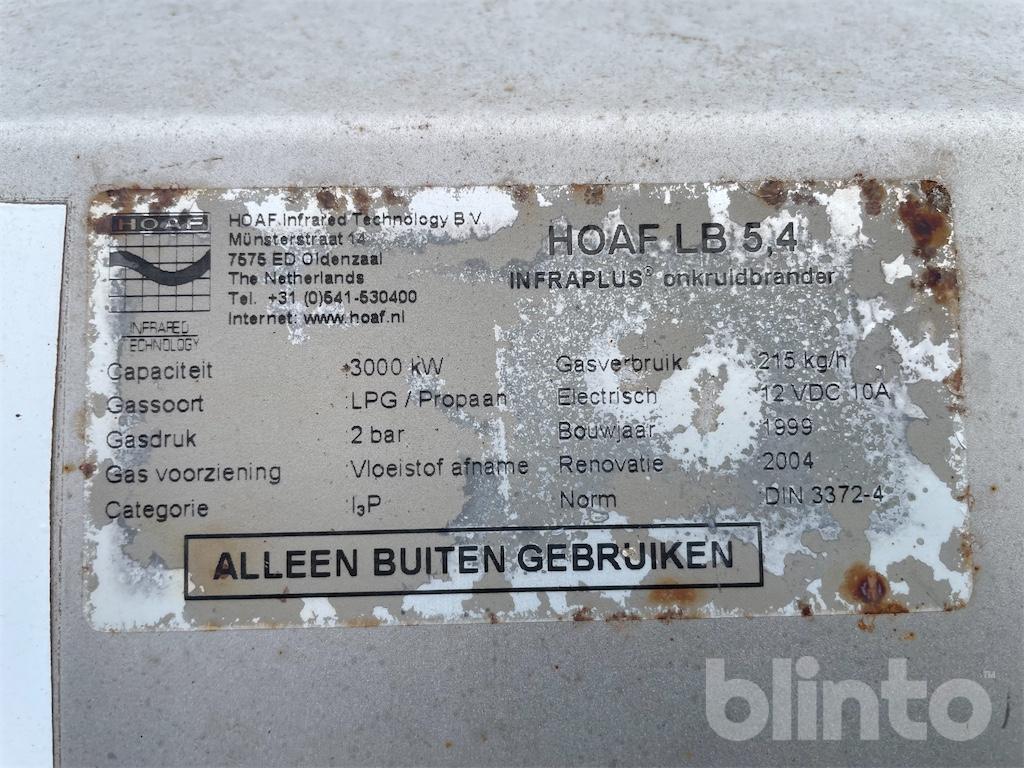 HOAF
INFRARED
TECHNOLOGY
HOAF Infrared Technology B.V.
Münsterstraat 14
7575 ED Oldenzaal
The Netherlands
Tel. +31 (0)541-530400
Internet: www.hoaf.nl
HOAF LB 5,4
INFRAPLUS® onkruidbrander
Capaciteit 3000 kW
Gassoort LPG / Propaan
Gasdruk 2 bar
Gas voorziening Vloeistof afname
Categorie I₃P
Gasverbruik 215 kg/h
Electrisch 12 VDC 10A
Bouwjaar 1999
Renovatie 2004
Norm DIN 3372-4
ALLEEN BUITEN GEBRUIKEN
blinto™